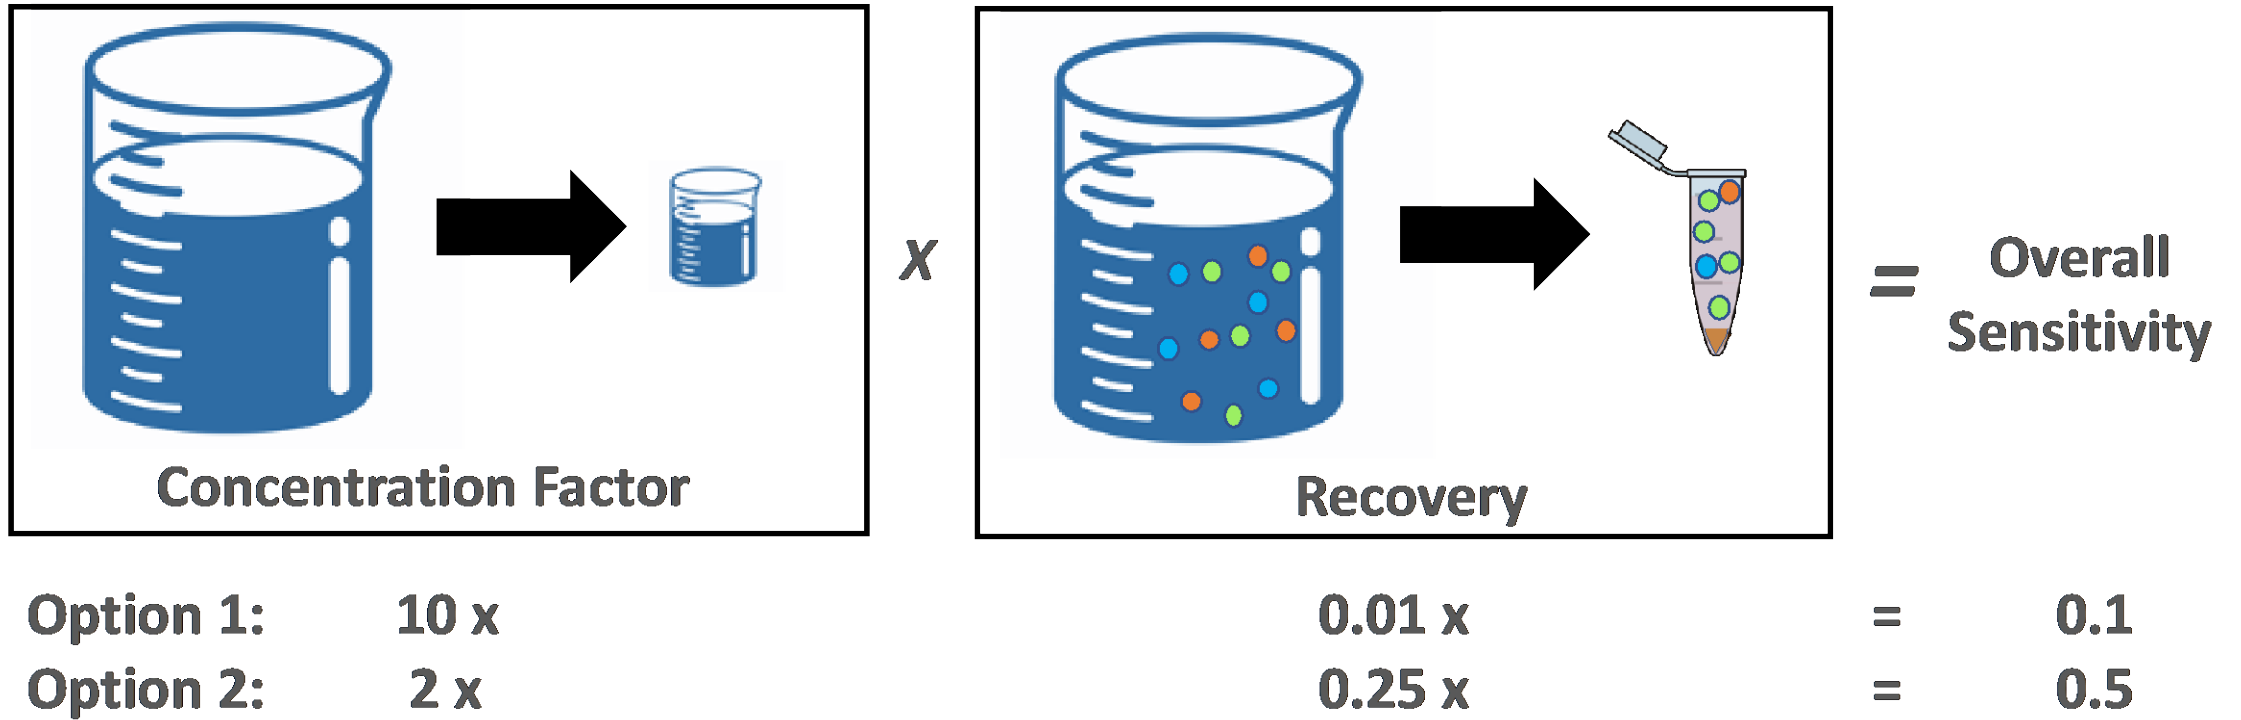 Concentration Factor
x
Recovery
=
Overall
Sensitivity
Option 1: 10 x 0.01 x = 0.1
Option 2: 2 x 0.25 x = 0.5